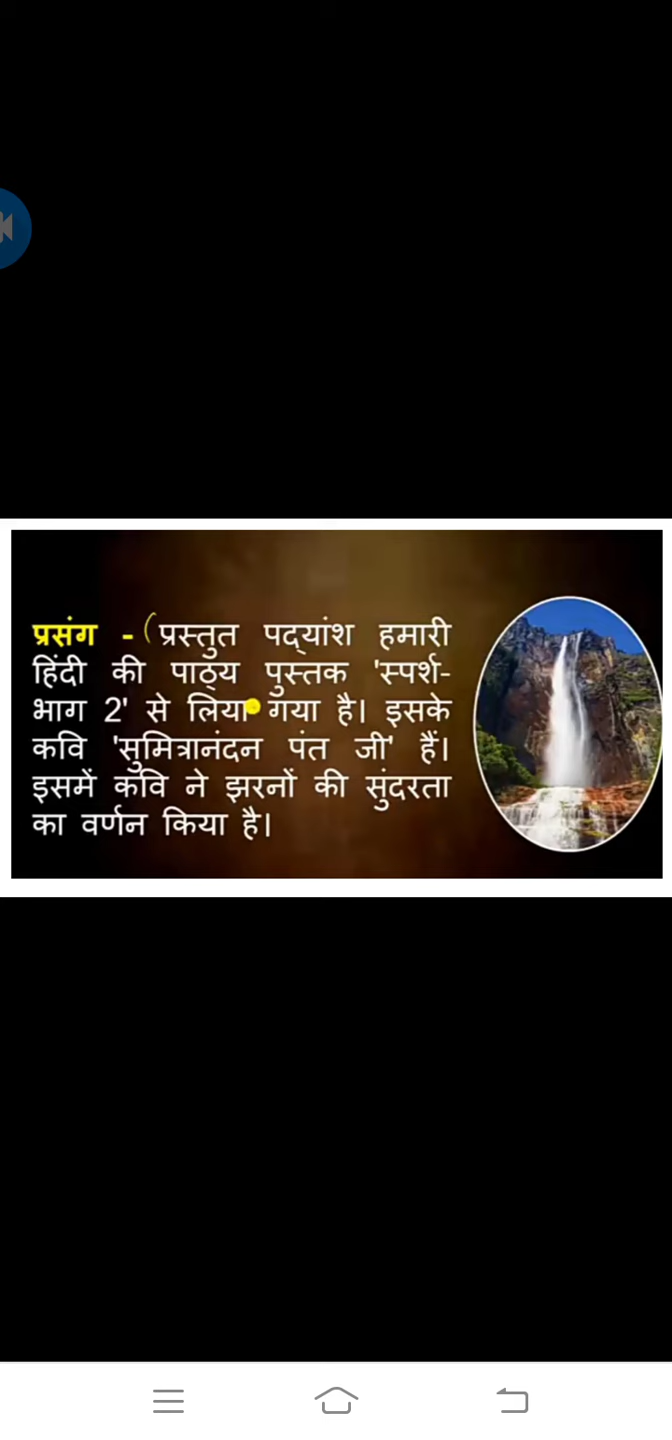 प्रसंग - (प्रस्तुत पद्यांश हमारी
हिंदी की पाठ्य पुस्तक 'स्पर्श-
भाग 2' से लिया गया है। इसके
कवि 'सुमित्रानंदन पंत जी' हैं।
इसमें कवि ने झरनों की सुंदरता
का वर्णन किया है।